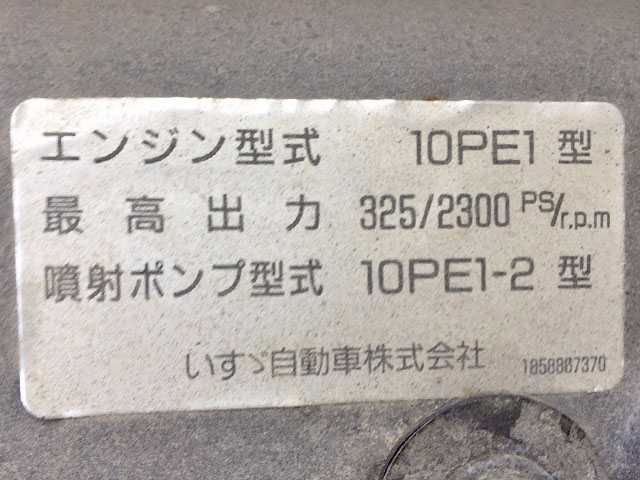 エンジン型式 10PE1 型
最高出力 325/2300 PS/r.p.m
噴射ポンプ型式 10PE1-2 型
いすゞ自動車株式会社 1858887370